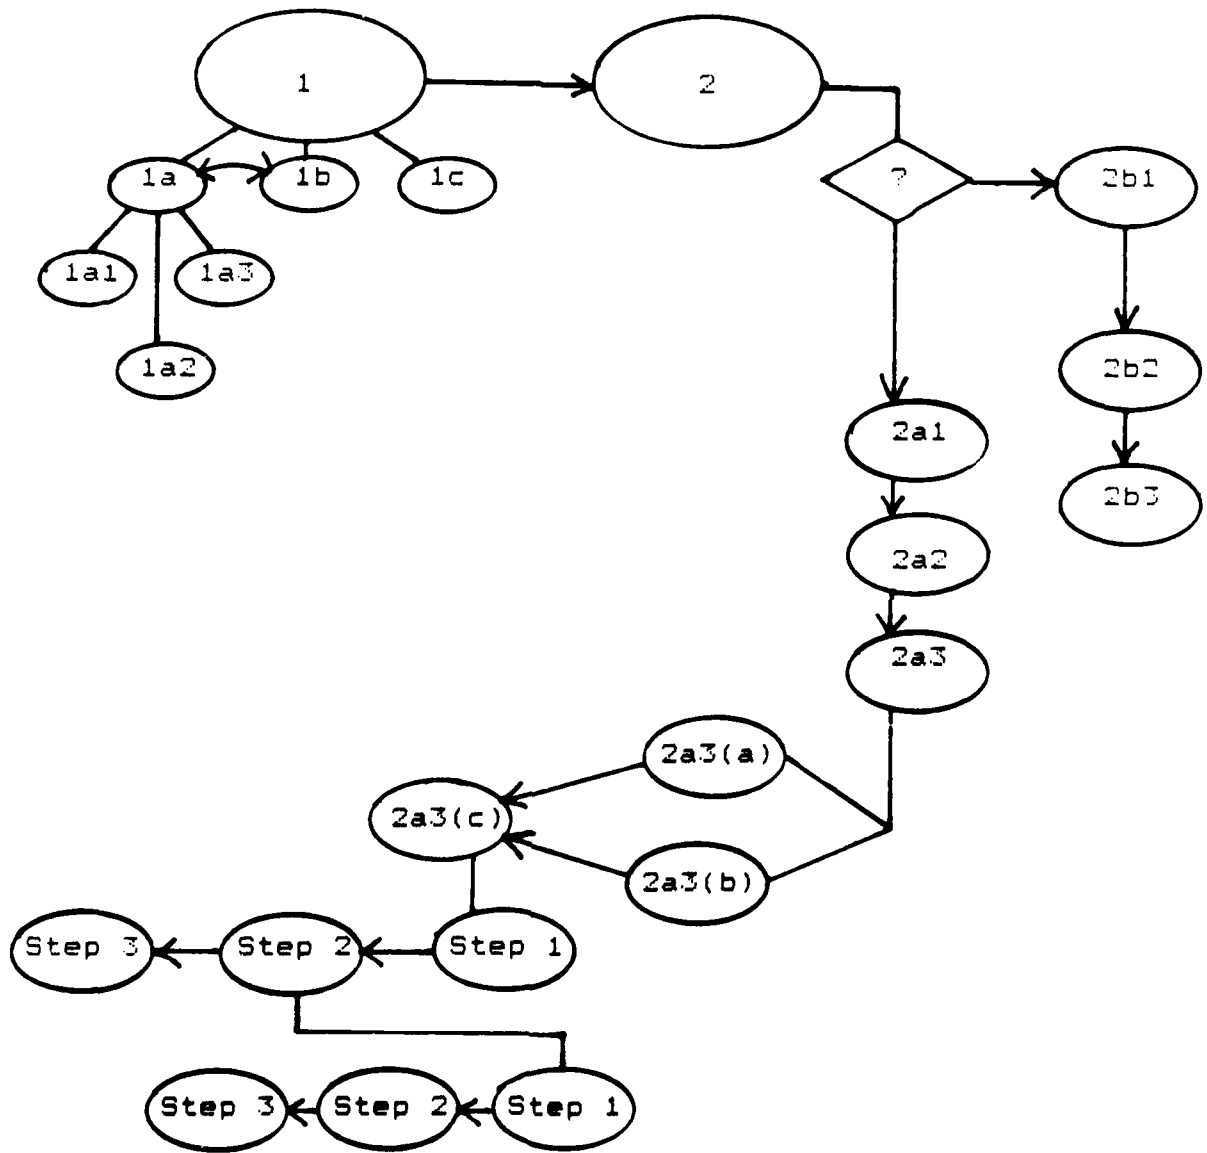 1
2
?
1a
1b
1c
2b1
1a1
1a3
1a2
2b2
2a1
2b3
2a2
2a3
2a3(a)
2a3(c)
2a3(b)
Step 3
Step 2
Step 1
Step 3
Step 2
Step 1